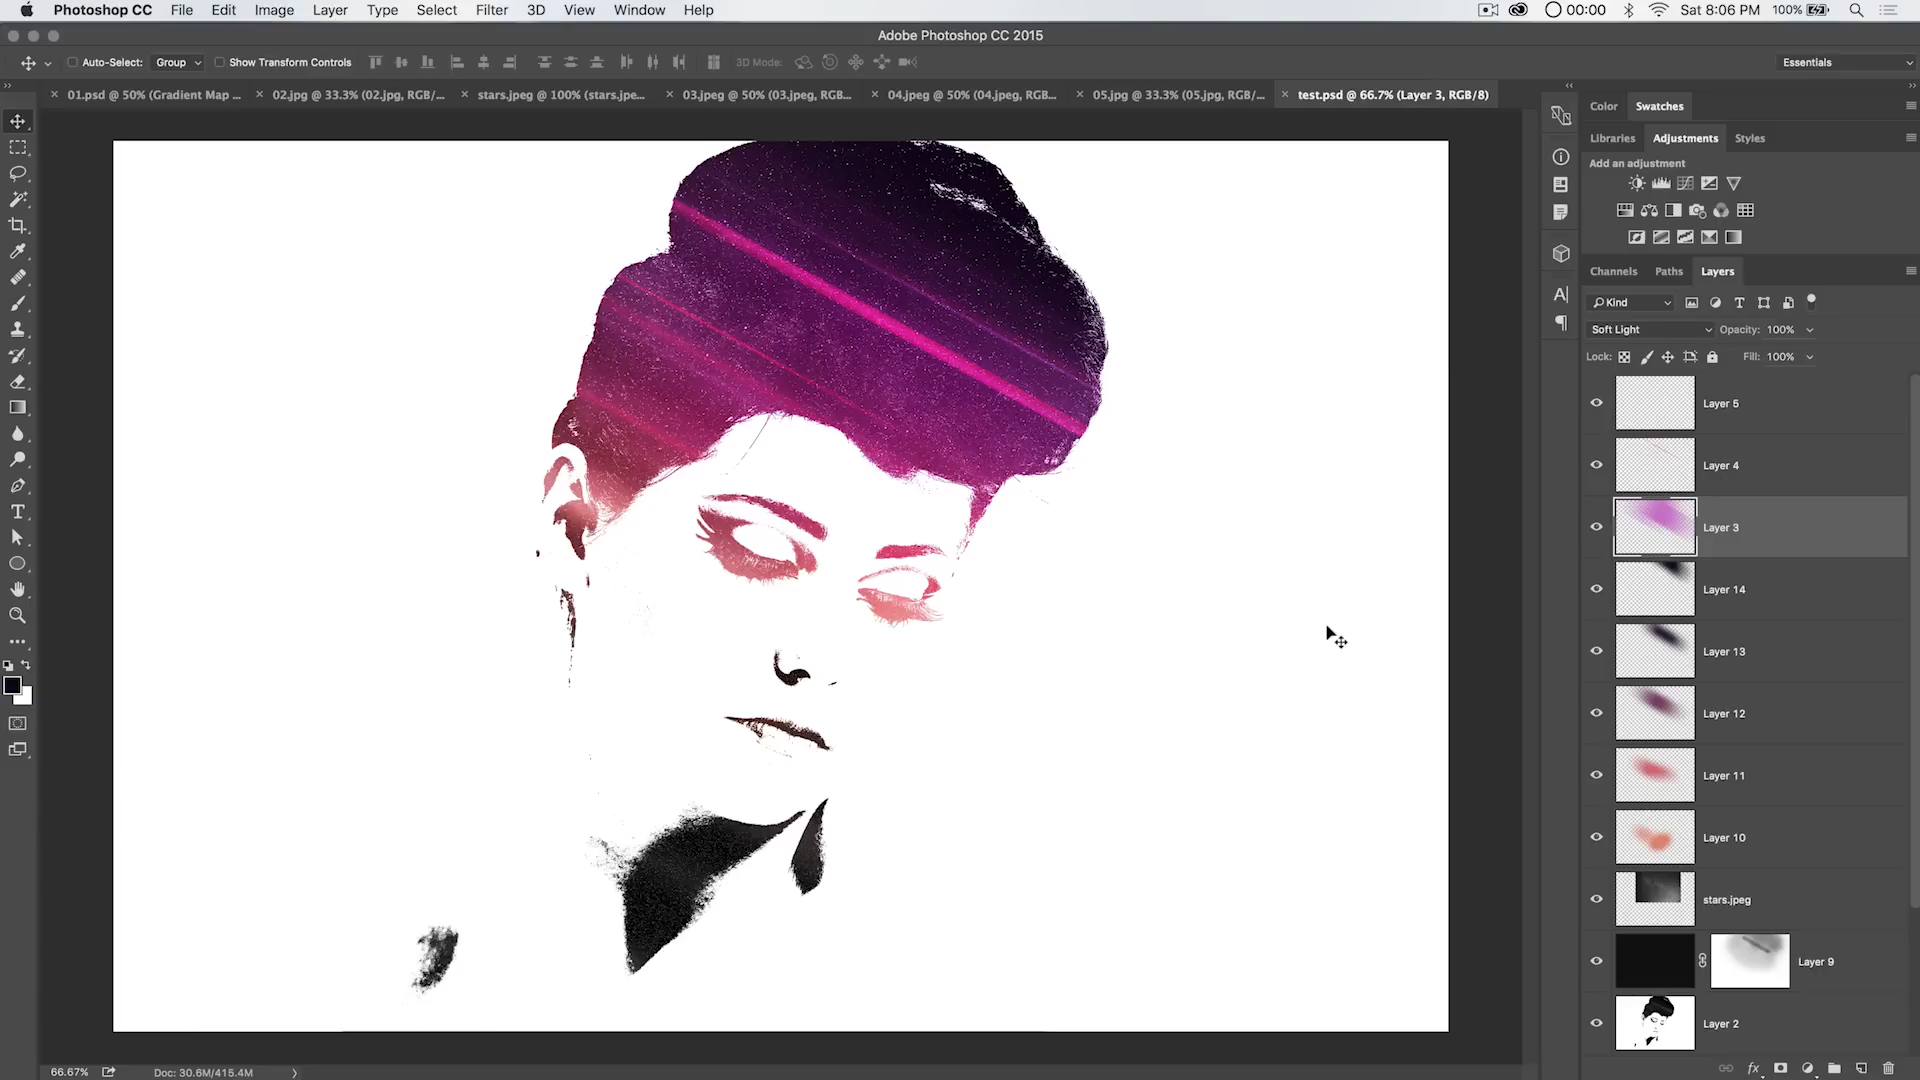 Photoshop CC File Edit Image Layer Type Select Filter 3D View Window Help 00:00 Sat 8:06 PM 100%
Adobe Photoshop CC 2015
Auto-Select: Group Show Transform Controls 3D Mode: Essentials
01.psd @ 50% (Gradient Map ... 02.jpg @ 33.3% (02.jpg, RGB/... stars.jpeg @ 100% (stars.jpe... 03.jpeg @ 50% (03.jpeg, RGB... 04.jpeg @ 50% (04.jpeg, RGB... 05.jpg @ 33.3% (05.jpg, RGB/... test.psd @ 66.7% (Layer 3, RGB/8)
Color Swatches
Libraries Adjustments Styles
Add an adjustment
Channels Paths Layers
Kind
Soft Light Opacity: 100%
Lock: Fill: 100%
Layer 5
Layer 4
Layer 3
Layer 14
Layer 13
Layer 12
Layer 11
Layer 10
stars.jpeg
Layer 9
Layer 2
fx
66.67% Doc: 30.6M/415.4M